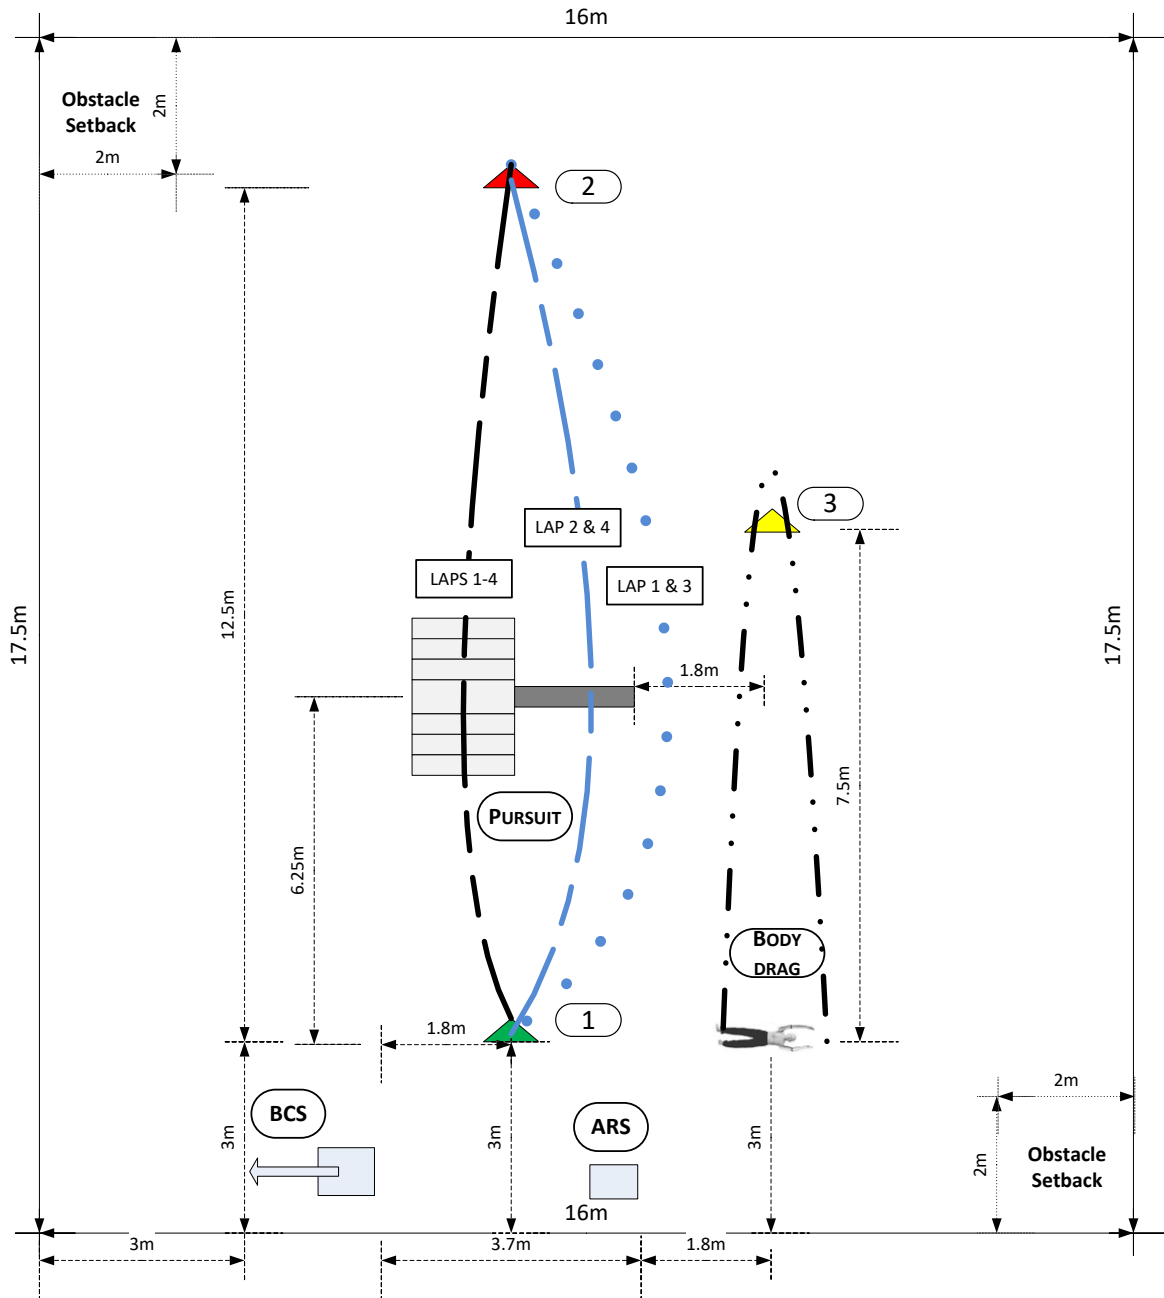 16m
Obstacle
Setback
2m
2m
2
3
LAP 2 & 4
LAPS 1-4
LAP 1 & 3
12.5m
17.5m
17.5m
1.8m
7.5m
PURSUIT
6.25m
BODY
DRAG
1
1.8m
2m
BCS
ARS
3m
3m
3m
2m
Obstacle
Setback
16m
3m
3.7m
1.8m